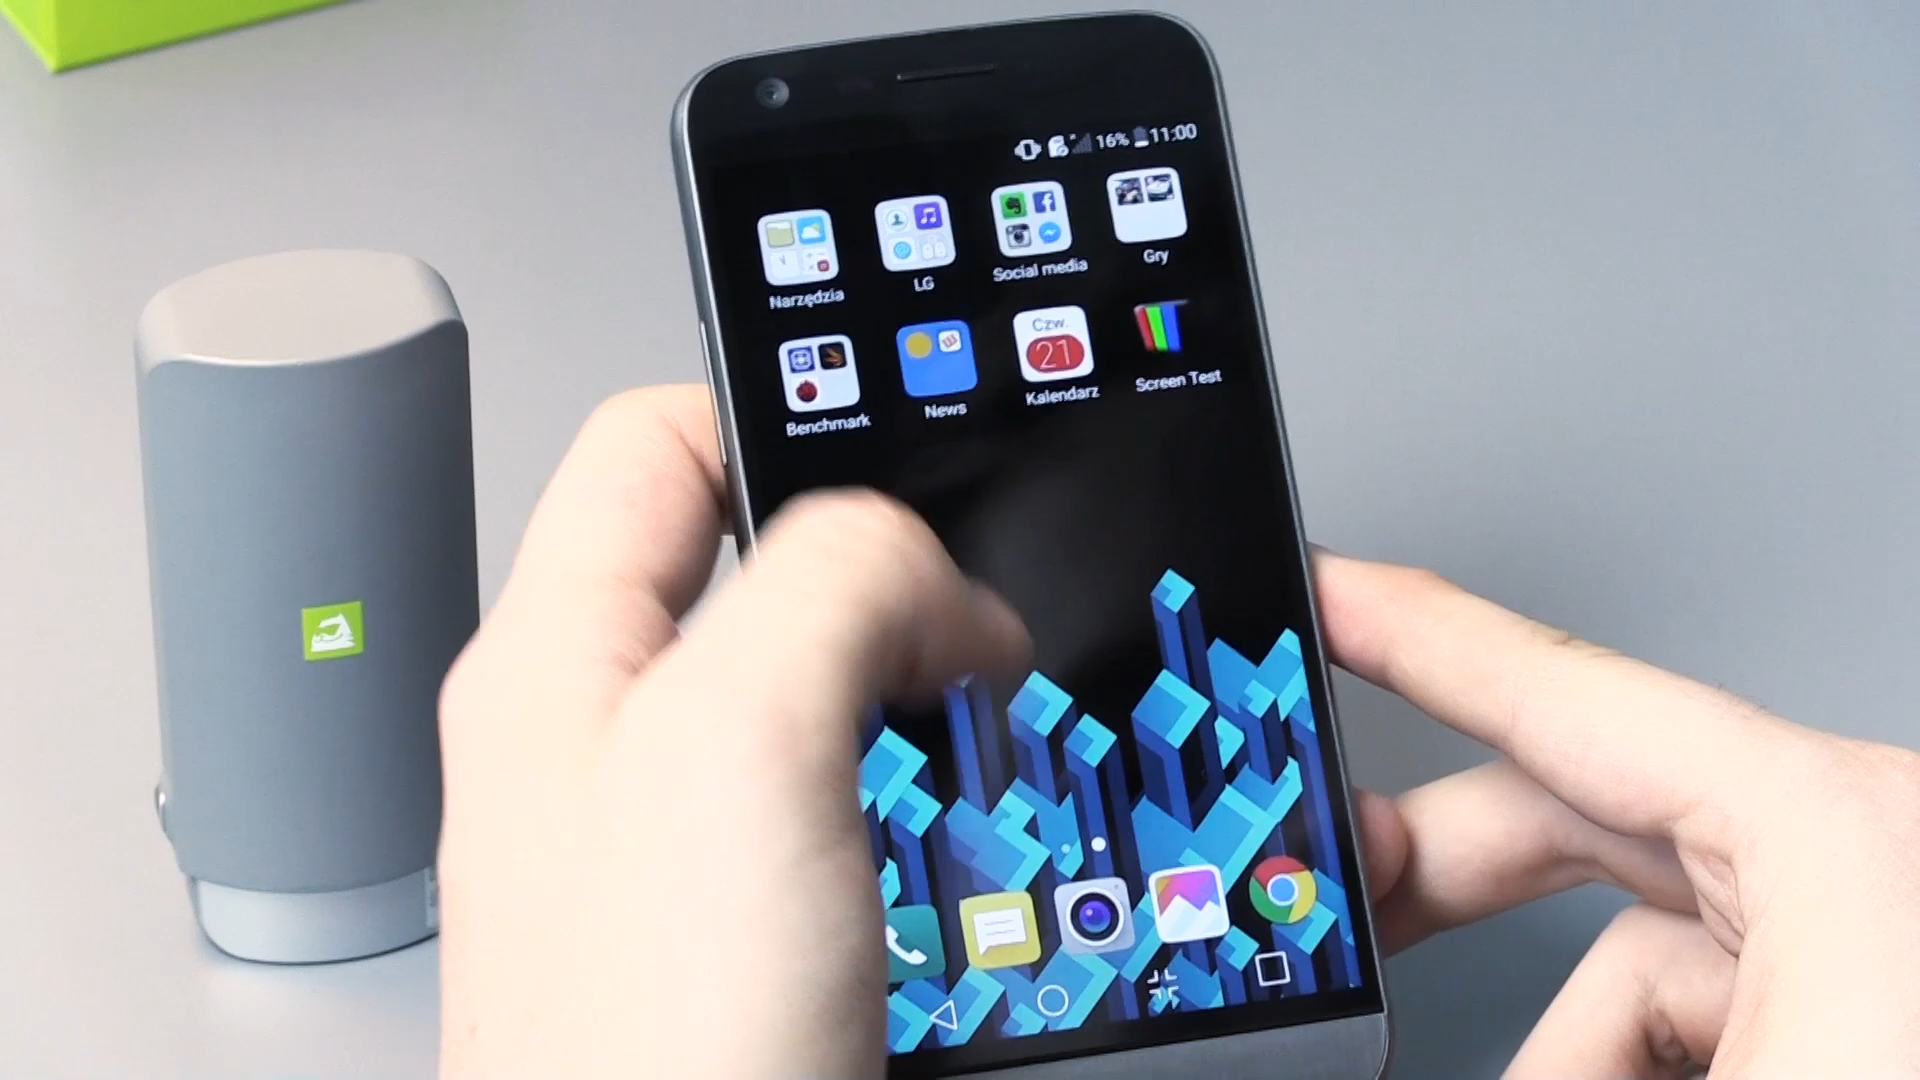 16% 11:00
Narzędzia LG Social media Gry
Czw.
21
Benchmark News Kalendarz Screen Test